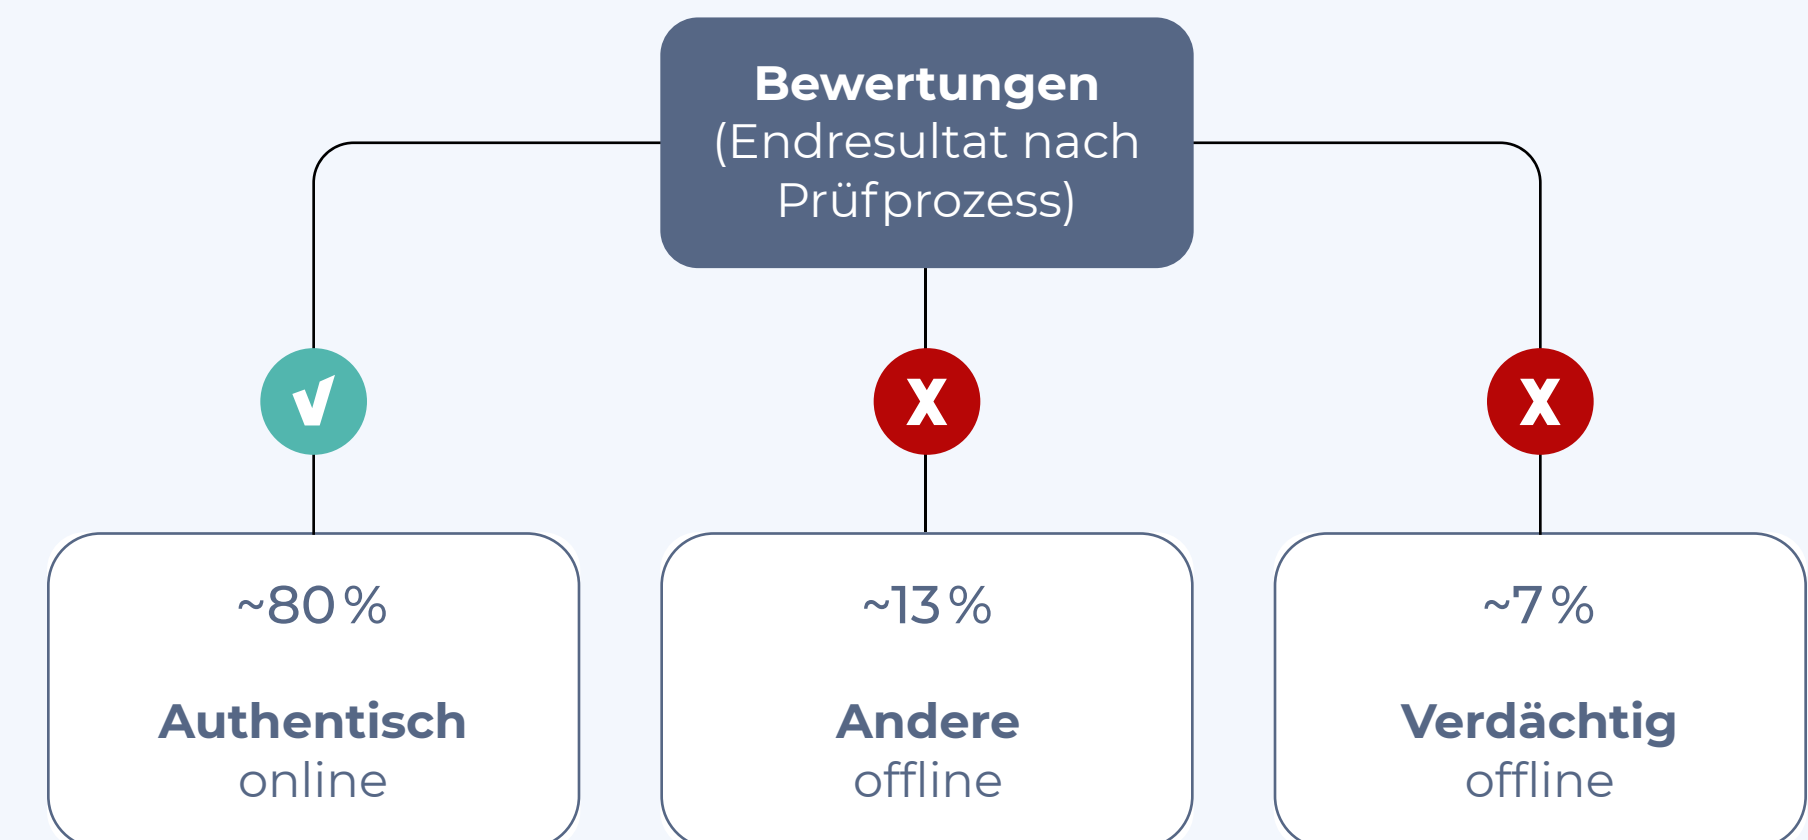 Bewertungen
(Endresultat nach
Prüfprozess)
√
X
X
~80 %
Authentisch
online
~13 %
Andere
offline
~7 %
Verdächtig
offline